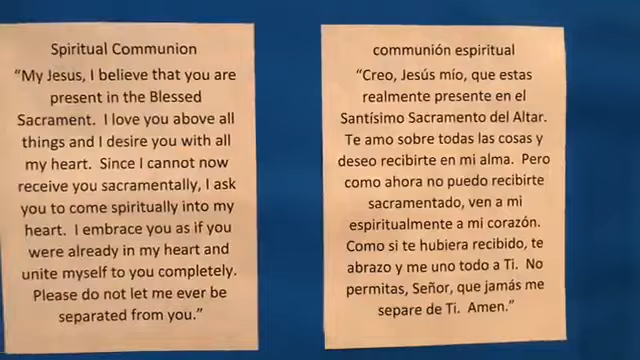 Spiritual Communion
“My Jesus, I believe that you are
present in the Blessed
Sacrament. I love you above all
things and I desire you with all
my heart. Since I cannot now
receive you sacramentally, I ask
you to come spiritually into my
heart. I embrace you as if you
were already in my heart and
unite myself to you completely.
Please do not let me ever be
separated from you.”
communión espiritual
“Creo, Jesús mío, que estas
realmente presente en el
Santísimo Sacramento del Altar.
Te amo sobre todas las cosas y
deseo recibirte en mi alma. Pero
como ahora no puedo recibirte
sacramentado, ven a mi
espiritualmente a mi corazón.
Como si te hubiera recibido, te
abrazo y me uno todo a Ti. No
permitas, Señor, que jamás me
separe de Ti. Amen.”